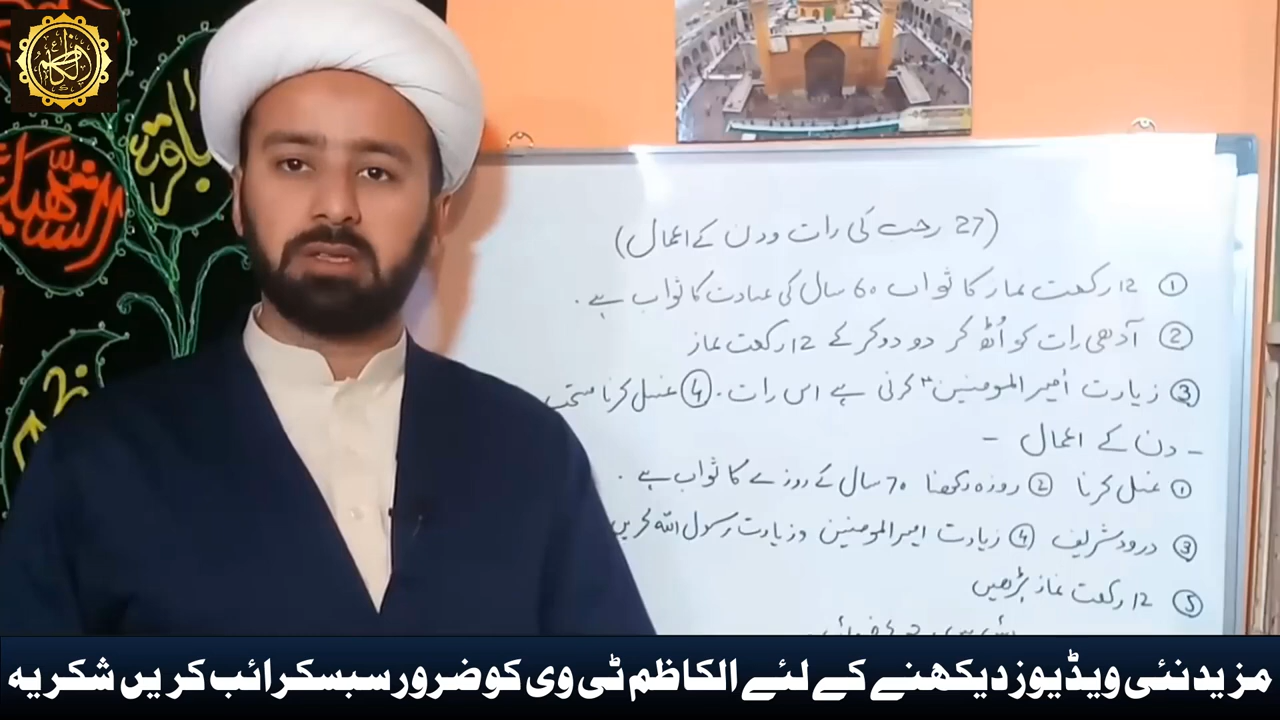 الکاظم
باقرؑ
الشہید
(27 رجب کی رات و دن کے اعمال)
① 12 رکعت نماز کا ثواب 60 سال کی عبادت کا ثواب ہے۔
② آدھی رات کو اُٹھ کر دو دو کر کے 12 رکعت نماز
③ زیارت امیر المومنینؑ کرنی ہے اس رات۔ ④ غسل کرنا مستحب
- دن کے اعمال -
① غسل کرنا ② روزہ رکھنا 70 سال کے روزے کا ثواب ہے۔
③ درود شریف ④ زیارت امیر المومنین و زیارت رسول اللہ کریں
⑤ 12 رکعت نماز پڑھیں
مزید نئی ویڈیوز دیکھنے کے لئے الکاظم ٹی وی کو ضرور سبسکرائب کریں شکریہ